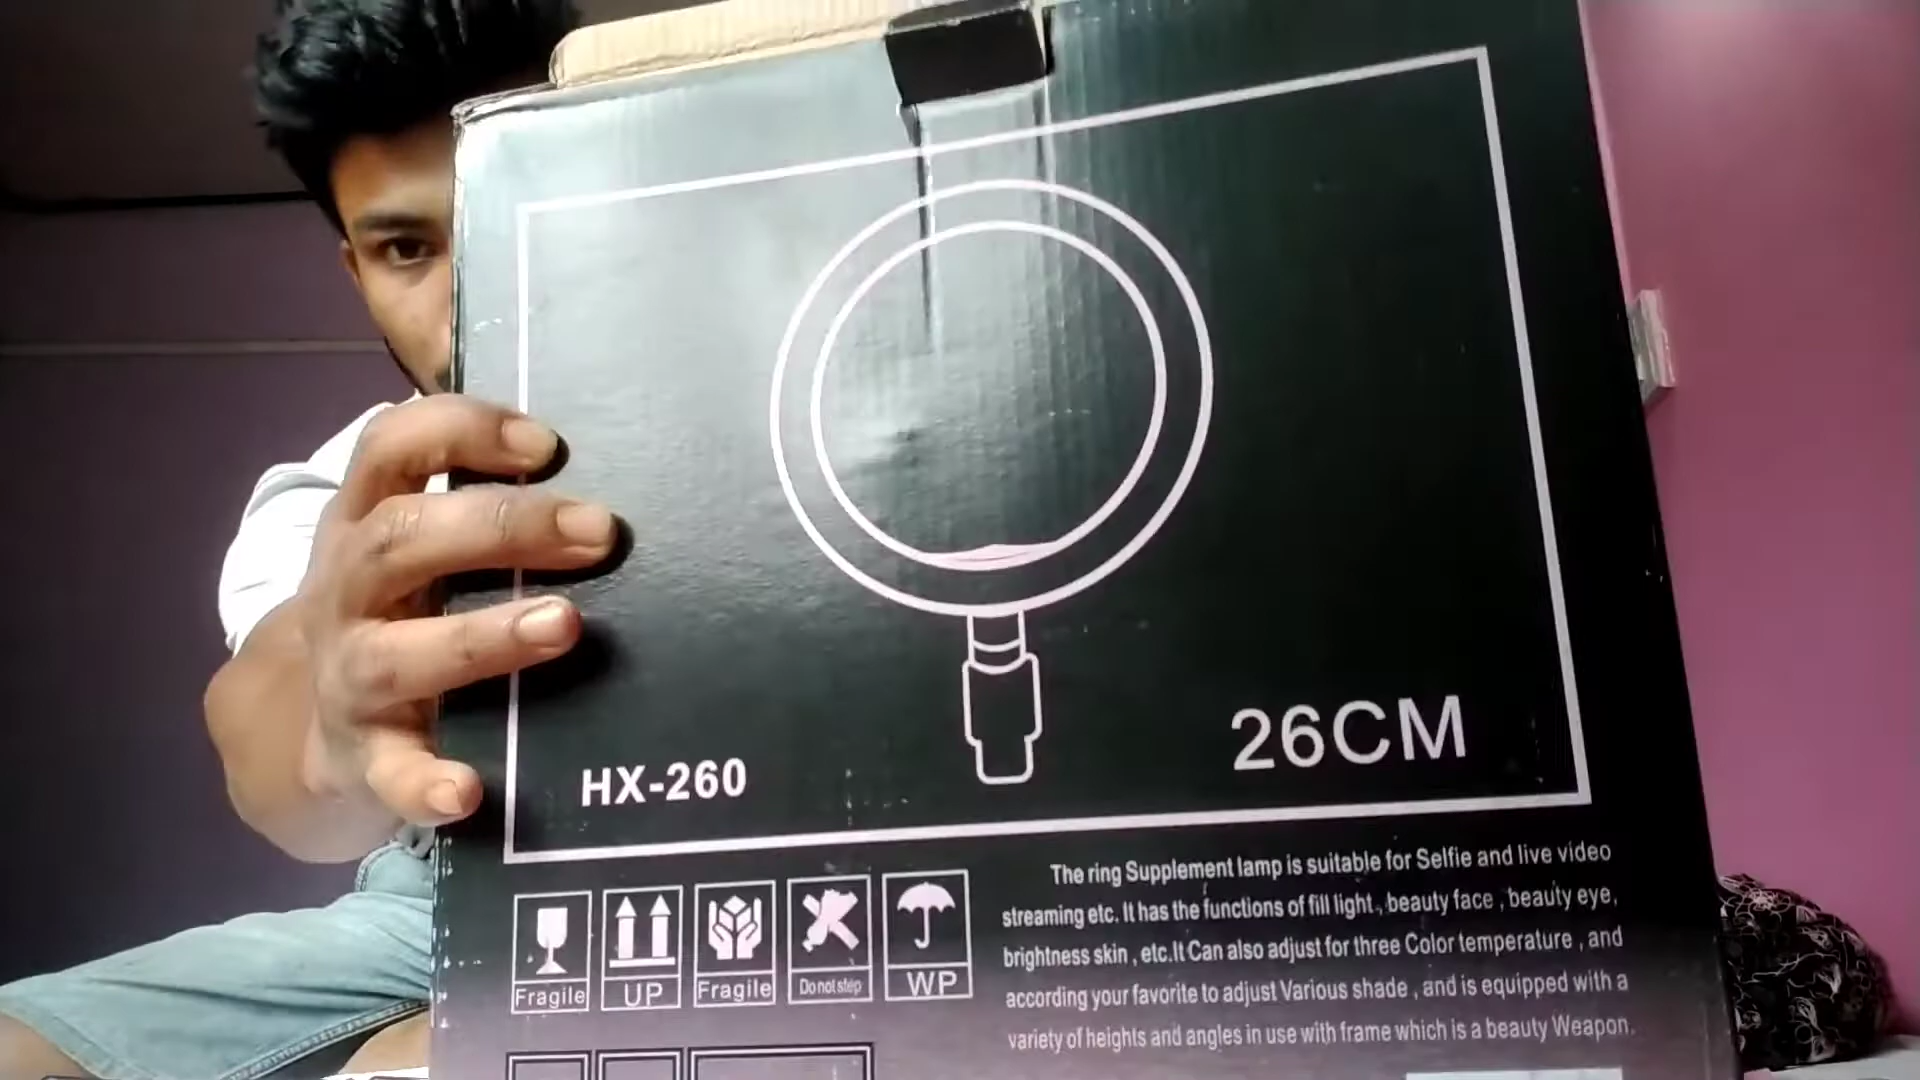 HX-260
26CM
Fragile
UP
Fragile
Do not step
WP
The ring Supplement lamp is suitable for Selfie and live video
streaming etc. It has the functions of fill light , beauty face , beauty eye,
brightness skin , etc.It Can also adjust for three Color temperature , and
according your favorite to adjust Various shade , and is equipped with a
variety of heights and angles in use with frame which is a beauty Weapon.